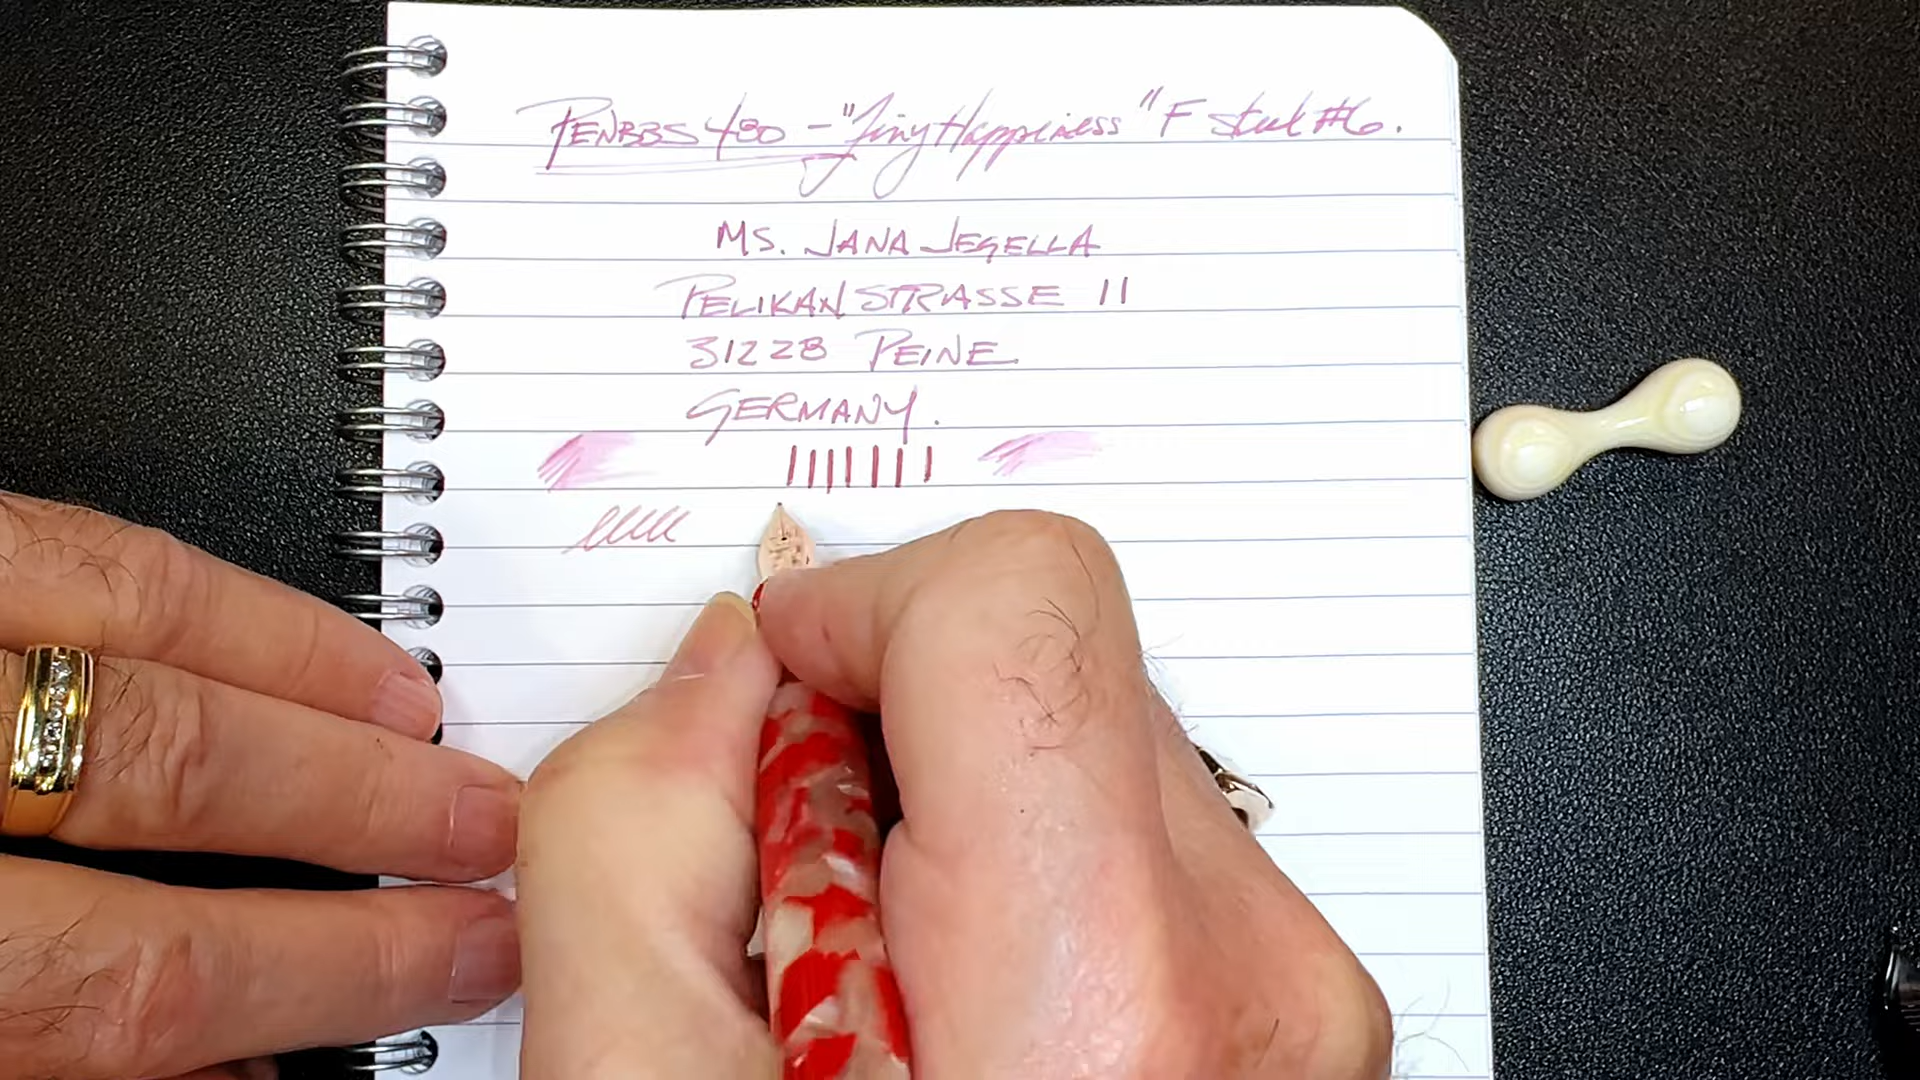 PENBBS 480 - "Tiny Happiness" F steel #6.
MS. JANA JEGELLA
PELIKANSTRASSE 11
31228 PEINE
GERMANY.